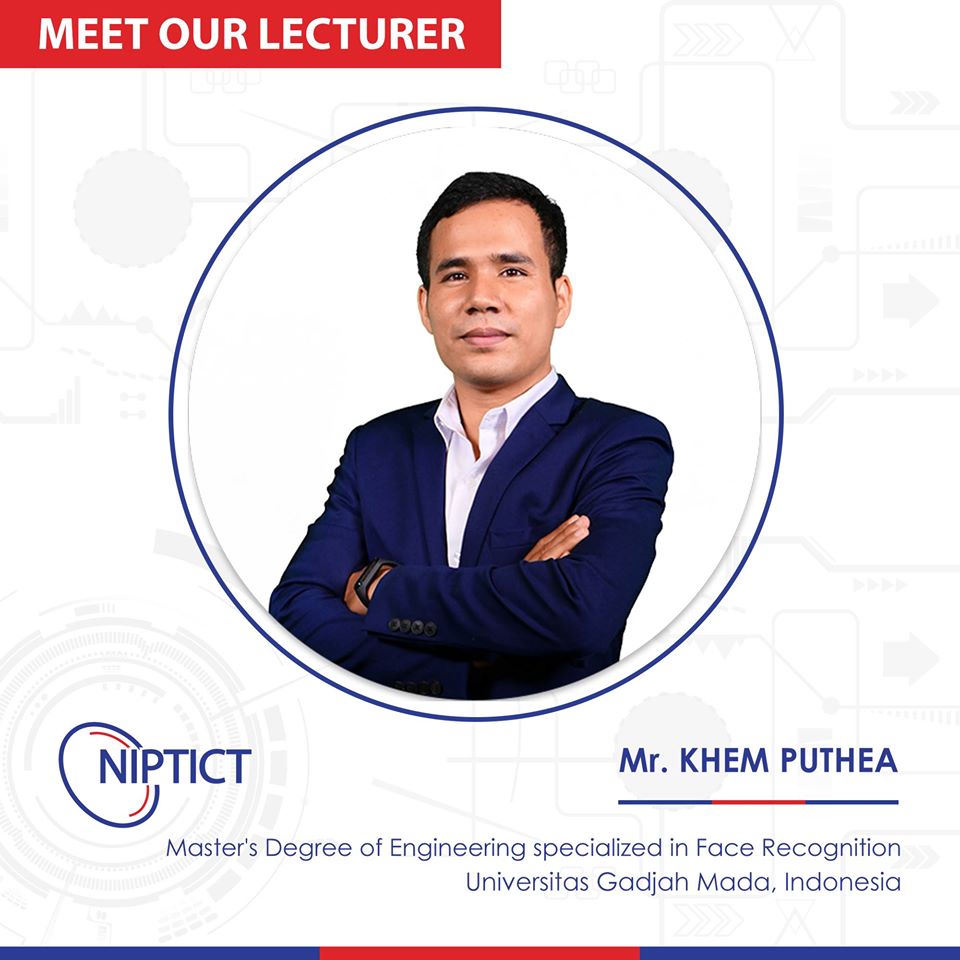 MEET OUR LECTURER
NIPTICT
Mr. KHEM PUTHEA
Master's Degree of Engineering specialized in Face Recognition
Universitas Gadjah Mada, Indonesia